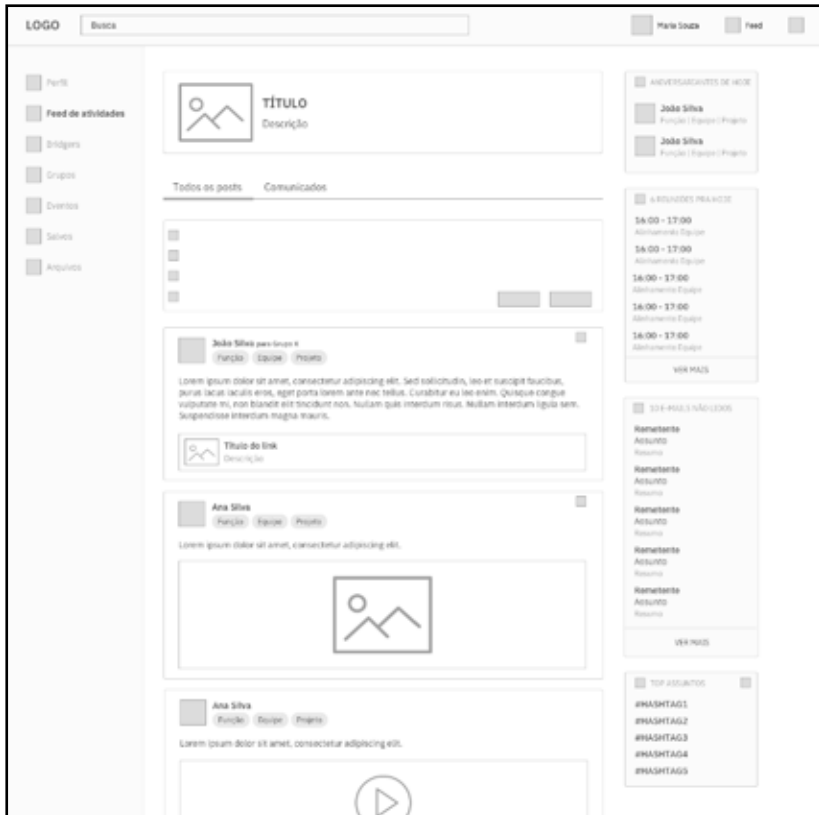 LOGO
Busca
Maria Souza
Feed
Perfil
Feed de atividades
Bridgers
Grupos
Eventos
Salvos
Arquivos
TÍTULO
Descrição
Todos os posts
Comunicados
João Silva para Grupo X
Função Equipe Projeto
Lorem ipsum dolor sit amet, consectetur adipiscing elit. Sed sollicitudin, leo et suscipit faucibus,
purus lacus iaculis eros, eget porta lorem ante nec tellus. Curabitur eu leo enim. Quisque congue
vulputate mi, non blandit elit tincidunt non. Nullam quis interdum risus. Nullam interdum ligula sem.
Suspendisse interdum magna mauris.
Título do link
Descrição
Ana Silva
Função Equipe Projeto
Lorem ipsum dolor sit amet, consectetur adipiscing elit.
Ana Silva
Função Equipe Projeto
Lorem ipsum dolor sit amet, consectetur adipiscing elit.
ANIVERSARIANTES DE HOJE
João Silva
Função | Equipe | Projeto
João Silva
Função | Equipe | Projeto
6 REUNIÕES PRA HOJE
16:00 - 17:00
Alinhamento Equipe
16:00 - 17:00
Alinhamento Equipe
16:00 - 17:00
Alinhamento Equipe
16:00 - 17:00
Alinhamento Equipe
16:00 - 17:00
Alinhamento Equipe
VER MAIS
10 E-MAILS NÃO LIDOS
Remetente
Assunto
Resumo
Remetente
Assunto
Resumo
Remetente
Assunto
Resumo
Remetente
Assunto
Resumo
Remetente
Assunto
Resumo
VER MAIS
TOP ASSUNTOS
#HASHTAG1
#HASHTAG2
#HASHTAG3
#HASHTAG4
#HASHTAG5